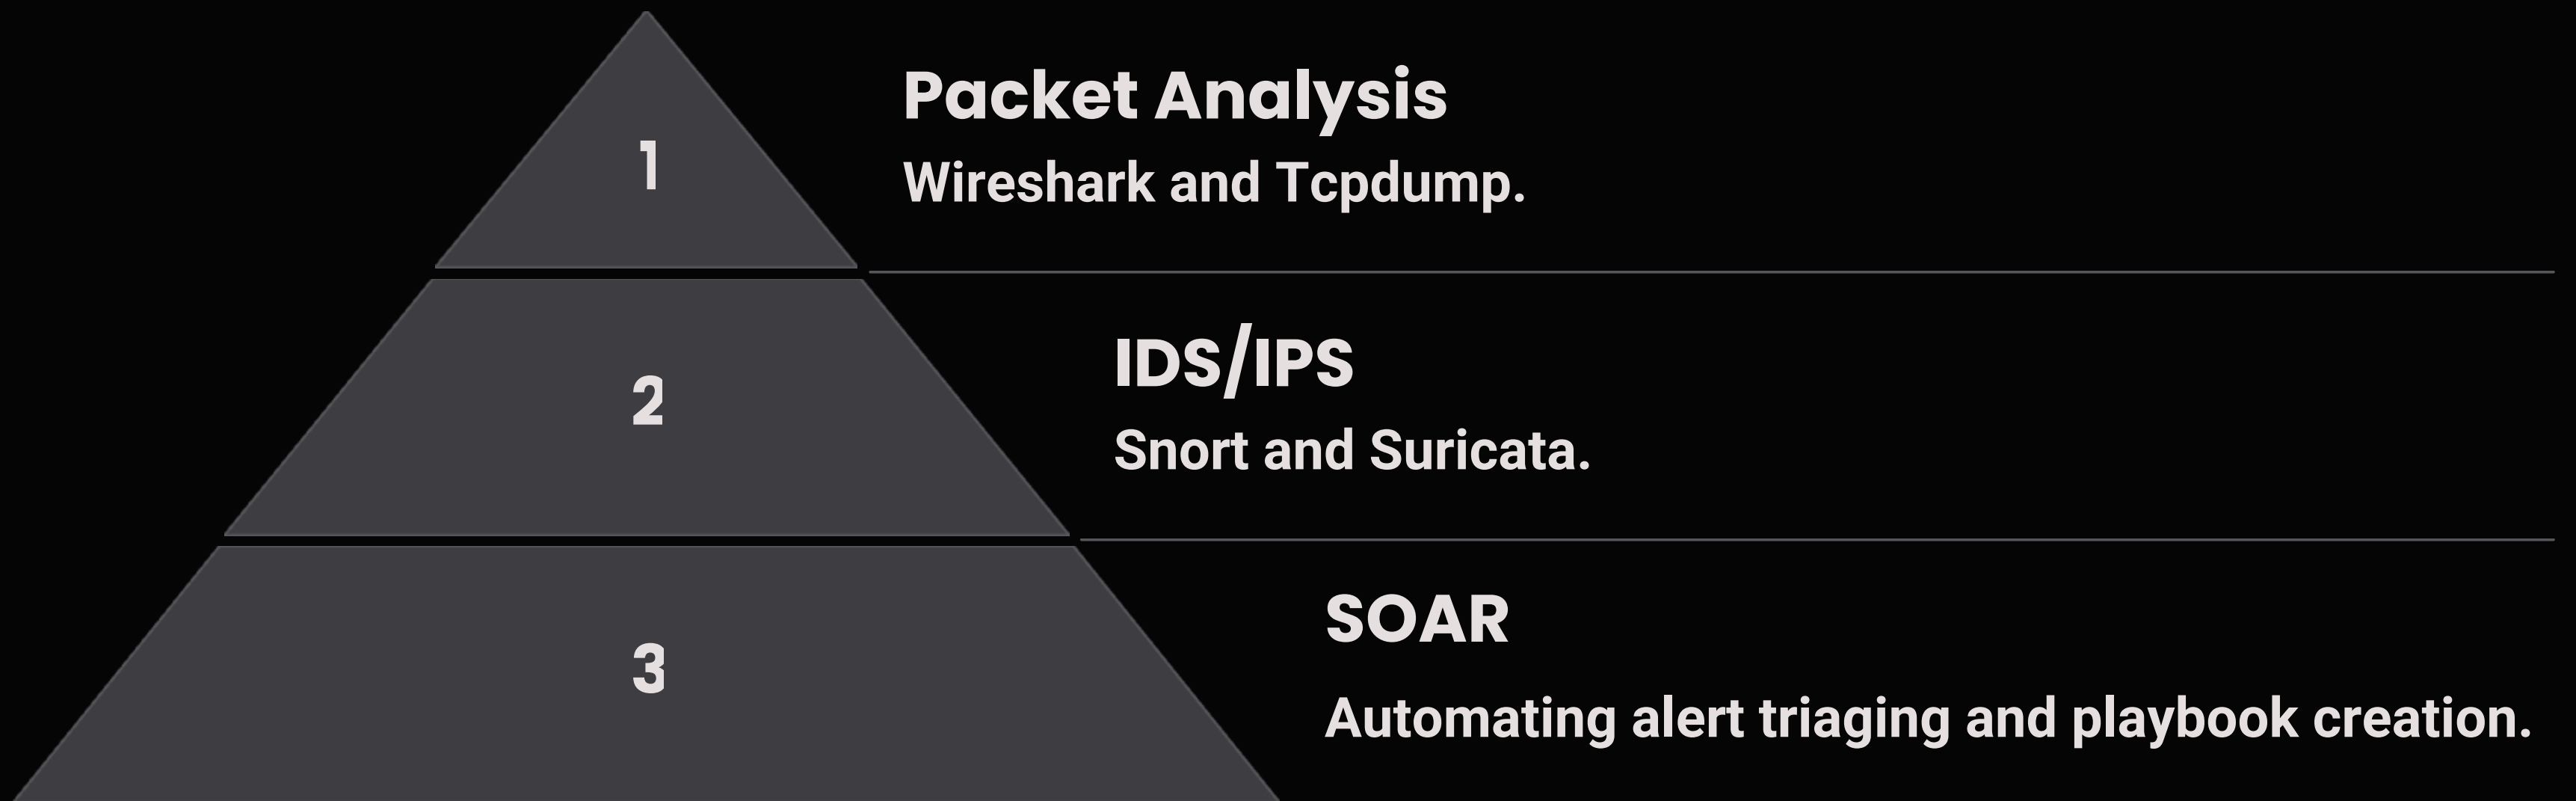 1
Packet Analysis
Wireshark and Tcpdump.
2
IDS/IPS
Snort and Suricata.
3
SOAR
Automating alert triaging and playbook creation.